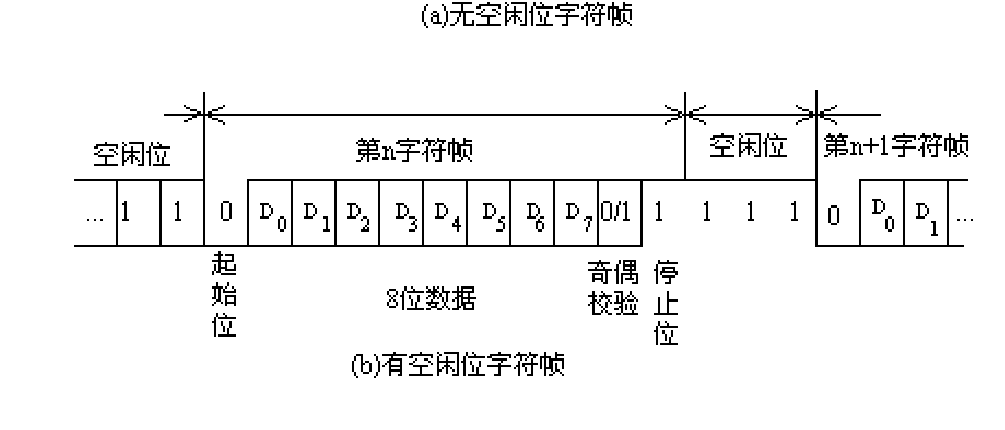 (a)无空闲位字符帧
空闲位 第n字符帧 空闲位 第n+1字符帧
... 1 1 0 D0 D1 D2 D3 D4 D5 D6 D7 0/1 1 1 1 1 0 D0 D1 ...
起始位 8位数据 奇偶校验 停止位
(b)有空闲位字符帧